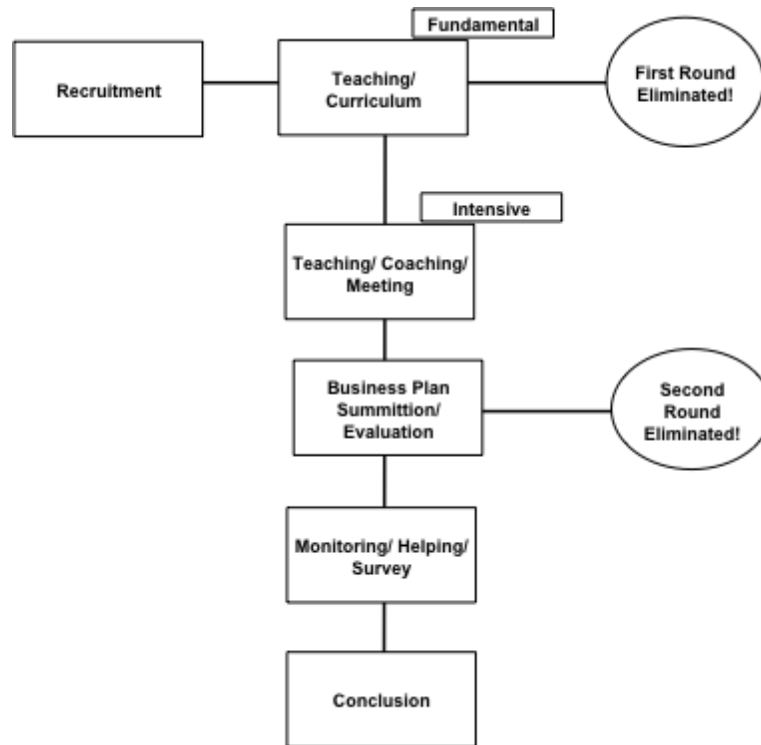 Fundamental
Recruitment
Teaching/
Curriculum
First Round
Eliminated!
Intensive
Teaching/ Coaching/
Meeting
Business Plan
Summittion/
Evaluation
Second
Round
Eliminated!
Monitoring/ Helping/
Survey
Conclusion